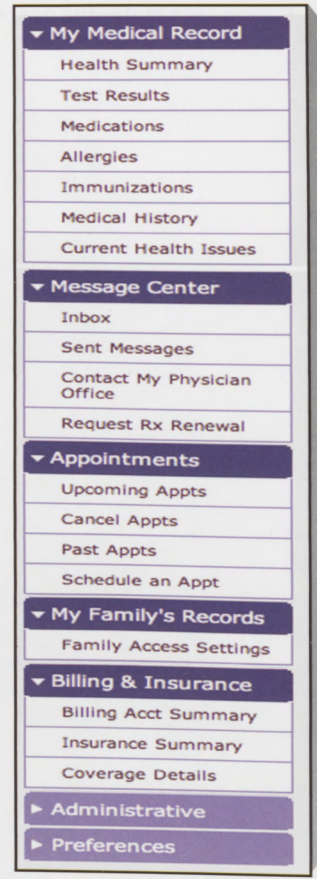 My Medical Record
Health Summary
Test Results
Medications
Allergies
Immunizations
Medical History
Current Health Issues
Message Center
Inbox
Sent Messages
Contact My Physician
Office
Request Rx Renewal
Appointments
Upcoming Appts
Cancel Appts
Past Appts
Schedule an Appt
My Family's Records
Family Access Settings
Billing & Insurance
Billing Acct Summary
Insurance Summary
Coverage Details
Administrative
Preferences